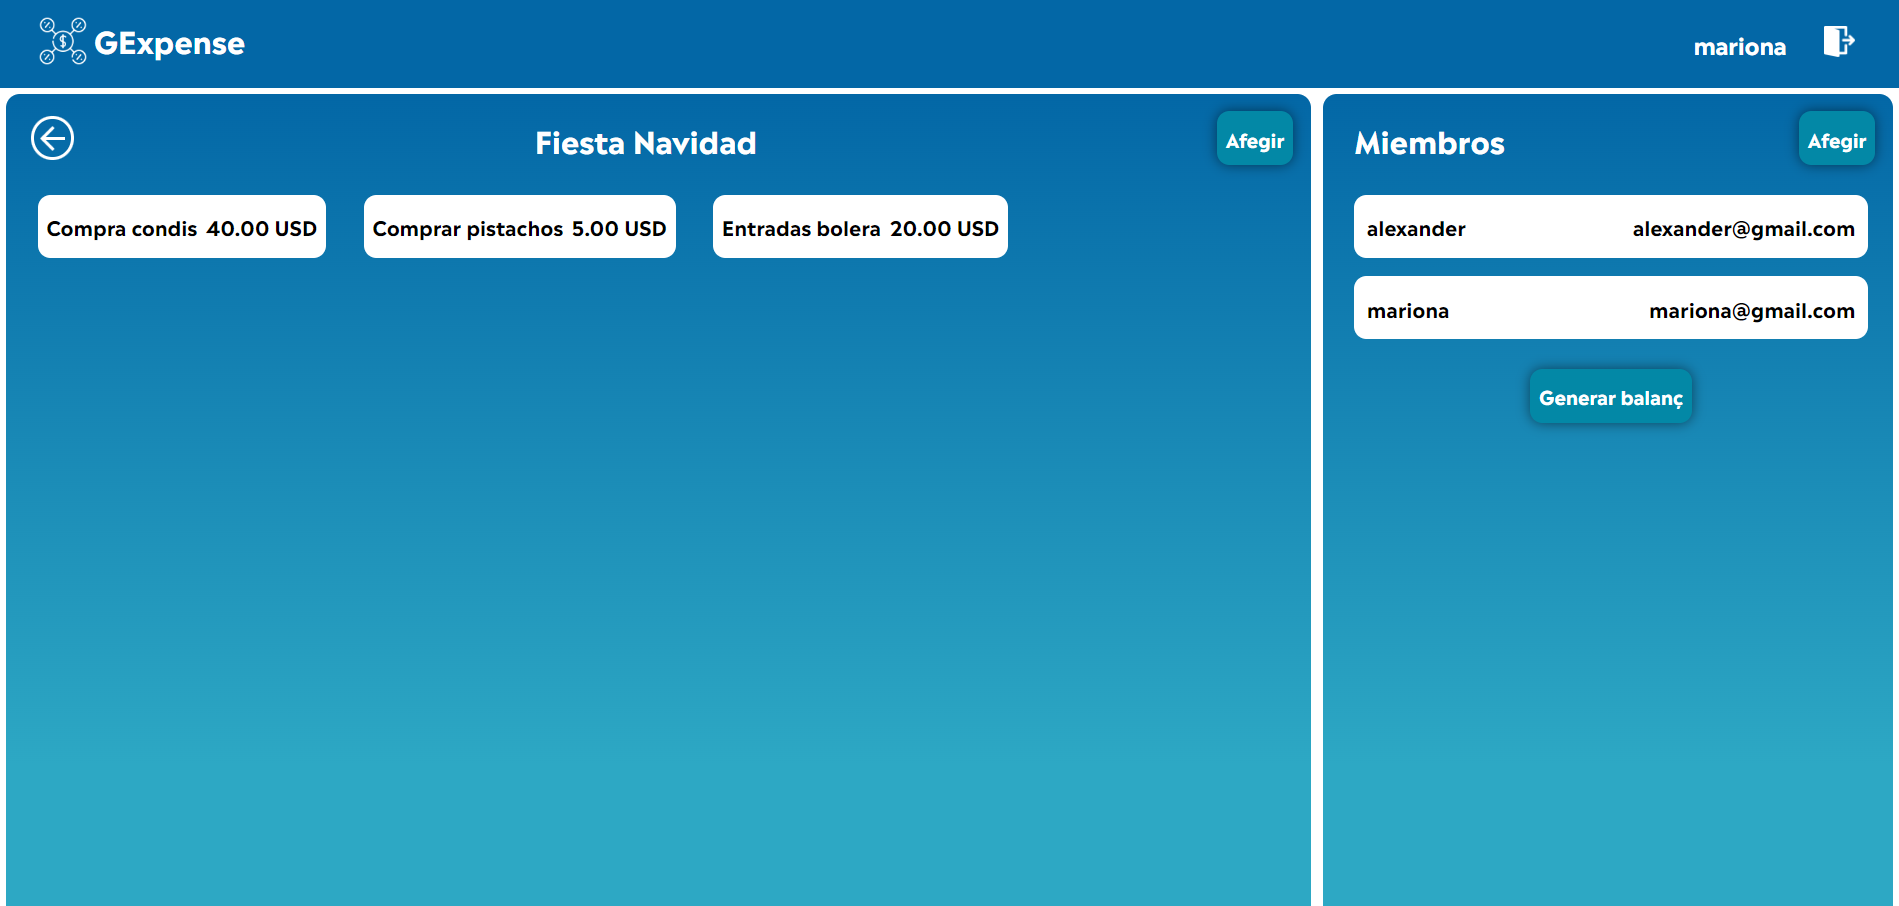 GExpense
mariona
Fiesta Navidad
Afegir
Compra condis 40.00 USD
Comprar pistachos 5.00 USD
Entradas bolera 20.00 USD
Miembros
Afegir
alexander alexander@gmail.com
mariona mariona@gmail.com
Generar balanç